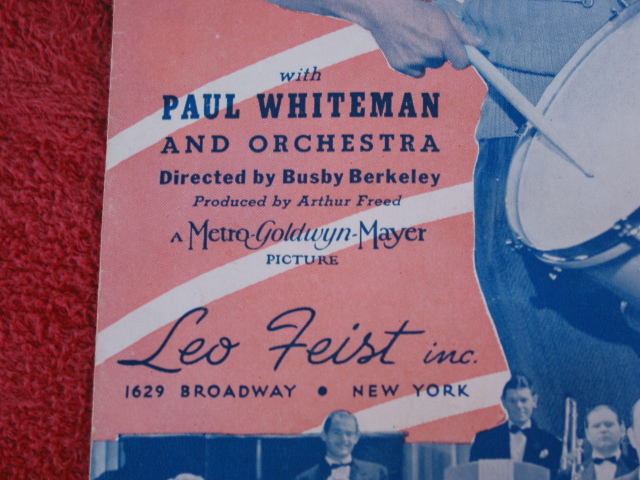 with
PAUL WHITEMAN
AND ORCHESTRA
Directed by Busby Berkeley
Produced by Arthur Freed
A Metro-Goldwyn-Mayer
PICTURE
Leo Feist inc.
1629 BROADWAY • NEW YORK